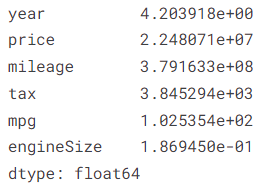 year 4.203918e+00
price 2.248071e+07
mileage 3.791633e+08
tax 3.845294e+03
mpg 1.025354e+02
engineSize 1.869450e-01
dtype: float64